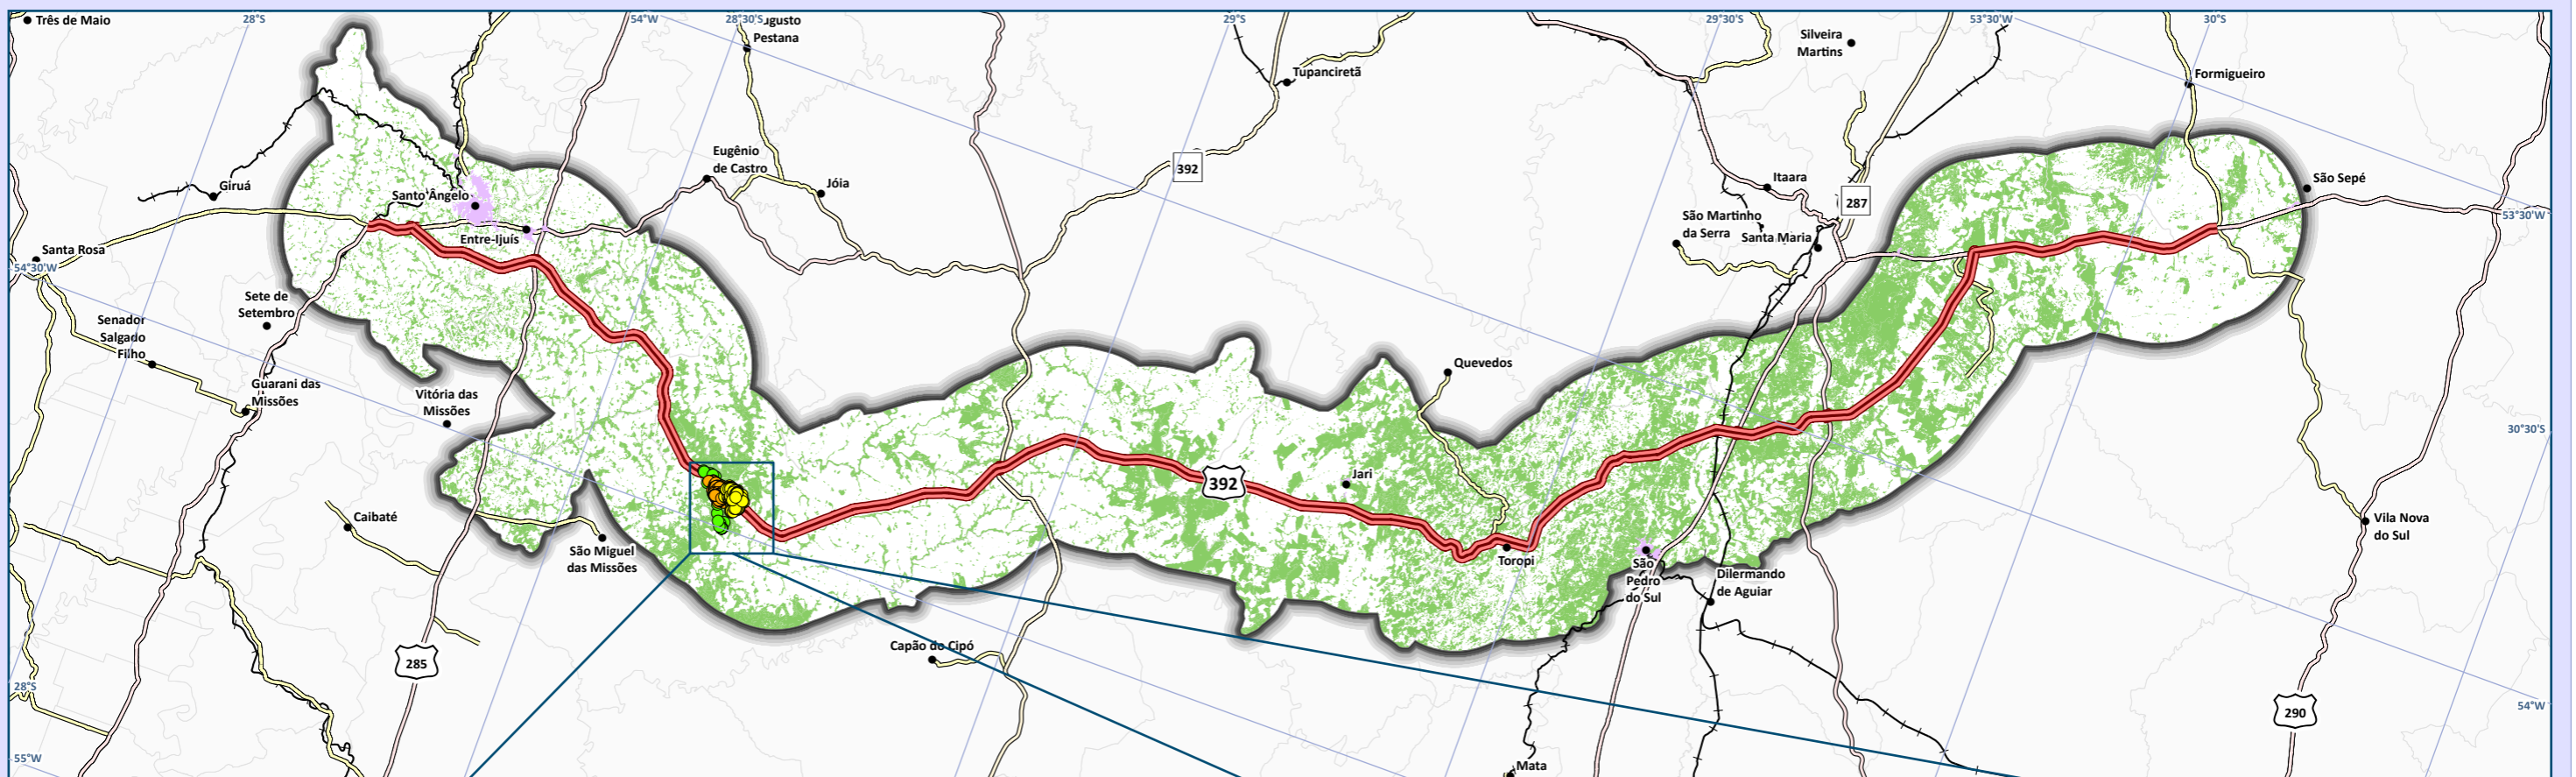 Três de Maio
28°S
54°W
28°30'S
ugusto
Pestana
29°S
29°30'S
53°30'W
30°S
Silveira
Martins
Tupanciretã
Formigueiro
Eugênio
de Castro
Jóia
392
Giruá
Santo Ângelo
Entre-Ijuís
Itaara
287
São Sepé
São Martinho
da Serra
Santa Maria
53°30'W
Santa Rosa
54°30'W
Sete de
Setembro
Senador
Salgado
Filho
Guarani das
Missões
Vitória das
Missões
Quevedos
30°30'S
Jari
392
Caibaté
São Miguel
das Missões
Toropi
São
Pedro
do Sul
Dilermando
de Aguiar
Vila Nova
do Sul
Capão do Cipó
285
28°S
290
54°W
55°W
Mata